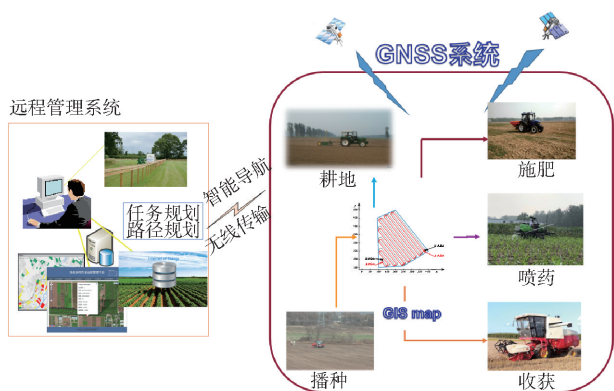 GNSS系统
远程管理系统
任务规划
路径规划
智能导航
无线传输
耕地
施肥
喷药
GIS map
播种
收获